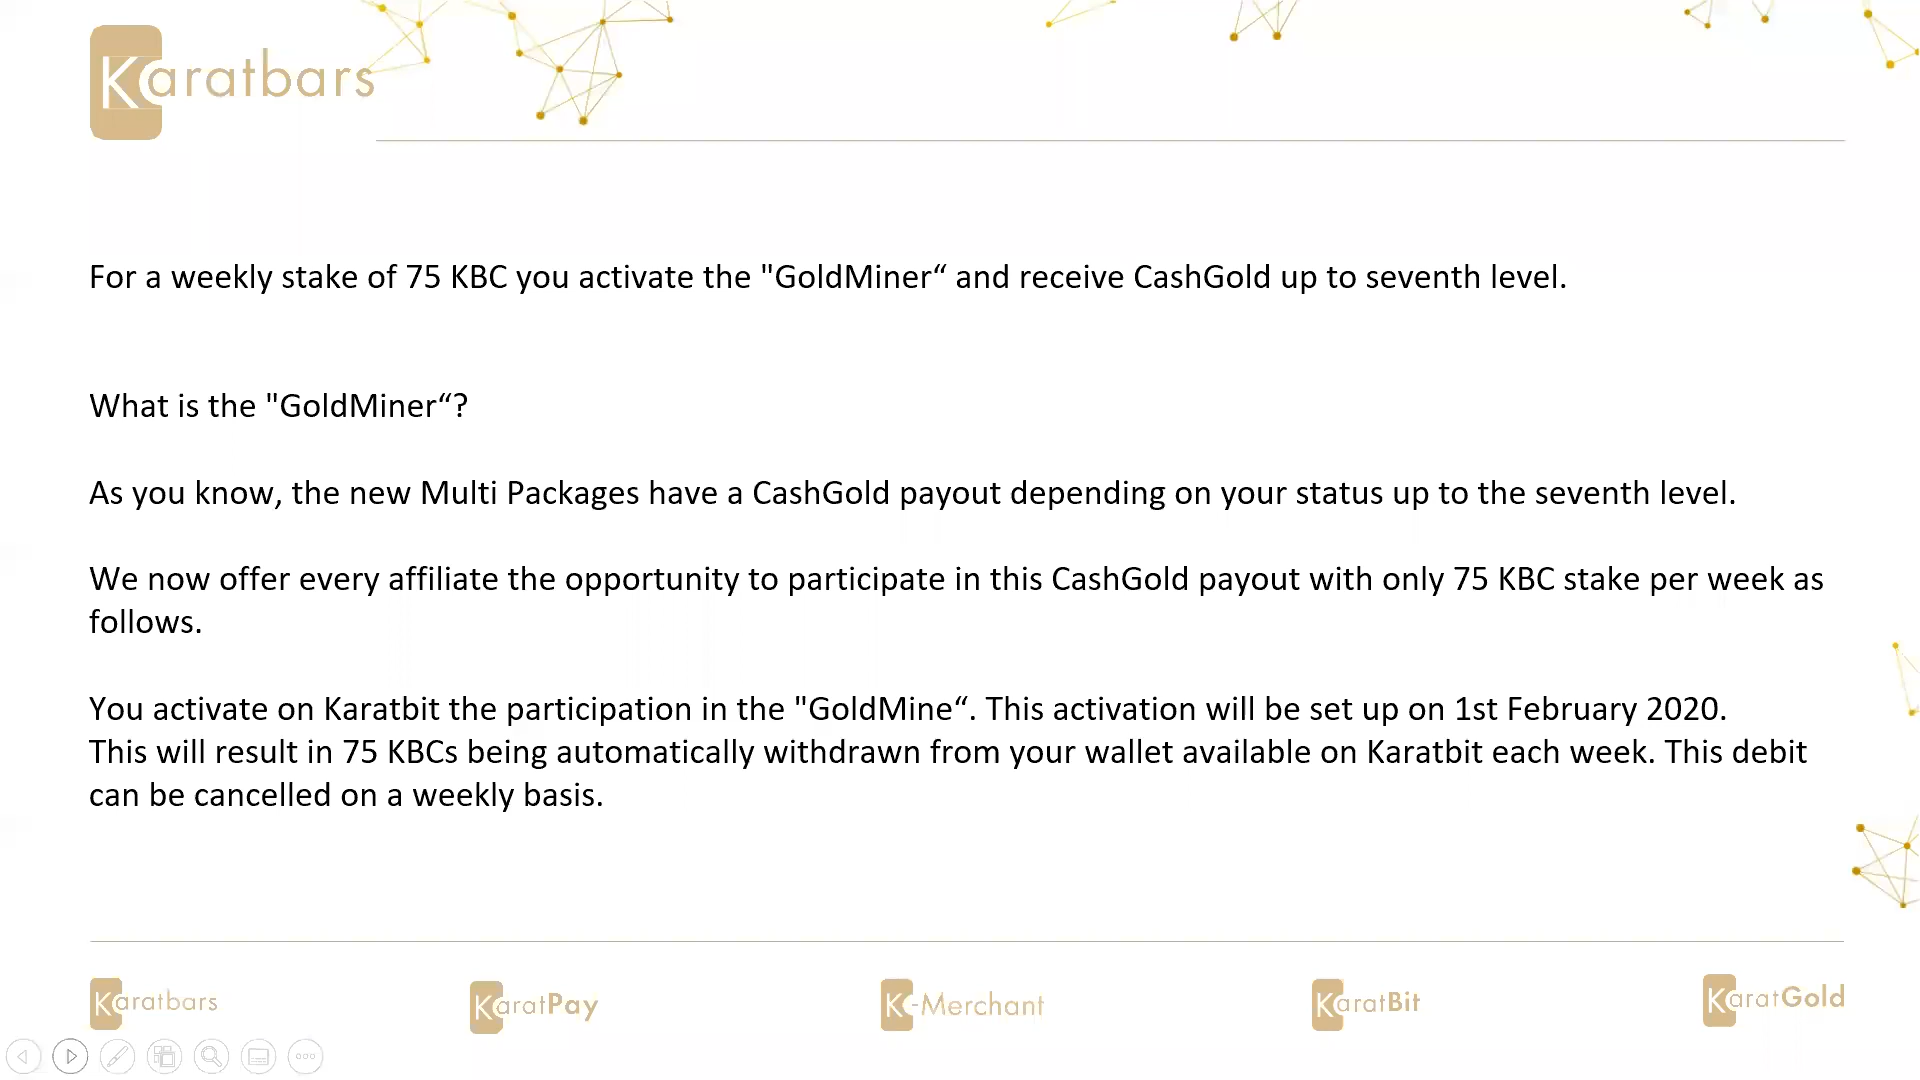 Karatbars
For a weekly stake of 75 KBC you activate the "GoldMiner“ and receive CashGold up to seventh level.
What is the "GoldMiner“?
As you know, the new Multi Packages have a CashGold payout depending on your status up to the seventh level.
We now offer every affiliate the opportunity to participate in this CashGold payout with only 75 KBC stake per week as
follows.
You activate on Karatbit the participation in the "GoldMine“. This activation will be set up on 1st February 2020.
This will result in 75 KBCs being automatically withdrawn from your wallet available on Karatbit each week. This debit
can be cancelled on a weekly basis.
Karatbars KaratPay K-Merchant KaratBit KaratGold